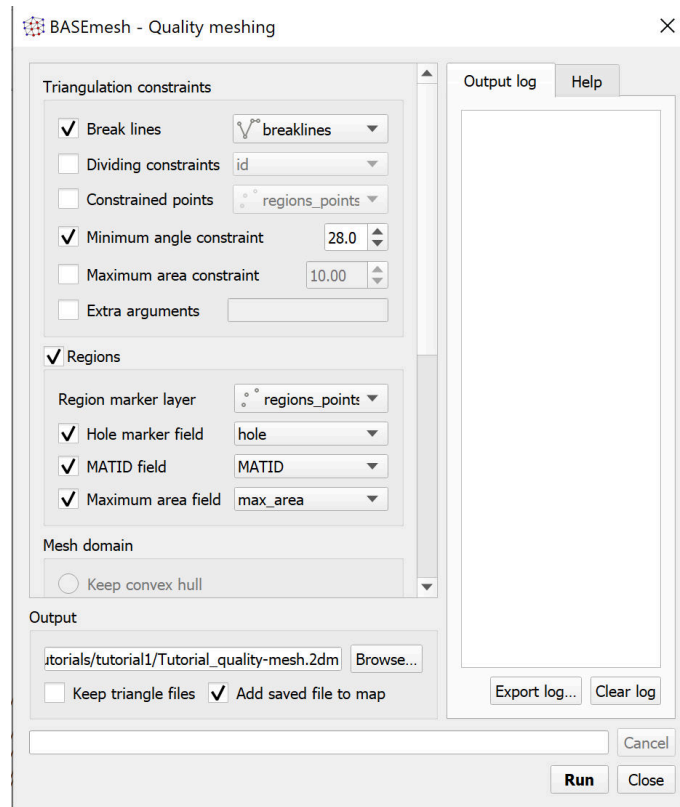 BASEmesh - Quality meshing
Output log
Help
Triangulation constraints
Break lines
breaklines
Dividing constraints
id
Constrained points
regions_points
Minimum angle constraint
28.0
Maximum area constraint
10.00
Extra arguments
Regions
Region marker layer
regions_points
Hole marker field
hole
MATID field
MATID
Maximum area field
max_area
Mesh domain
Keep convex hull
Output
utorials/tutorial1/Tutorial_quality-mesh.2dm
Browse...
Keep triangle files
Add saved file to map
Export log...
Clear log
Cancel
Run
Close